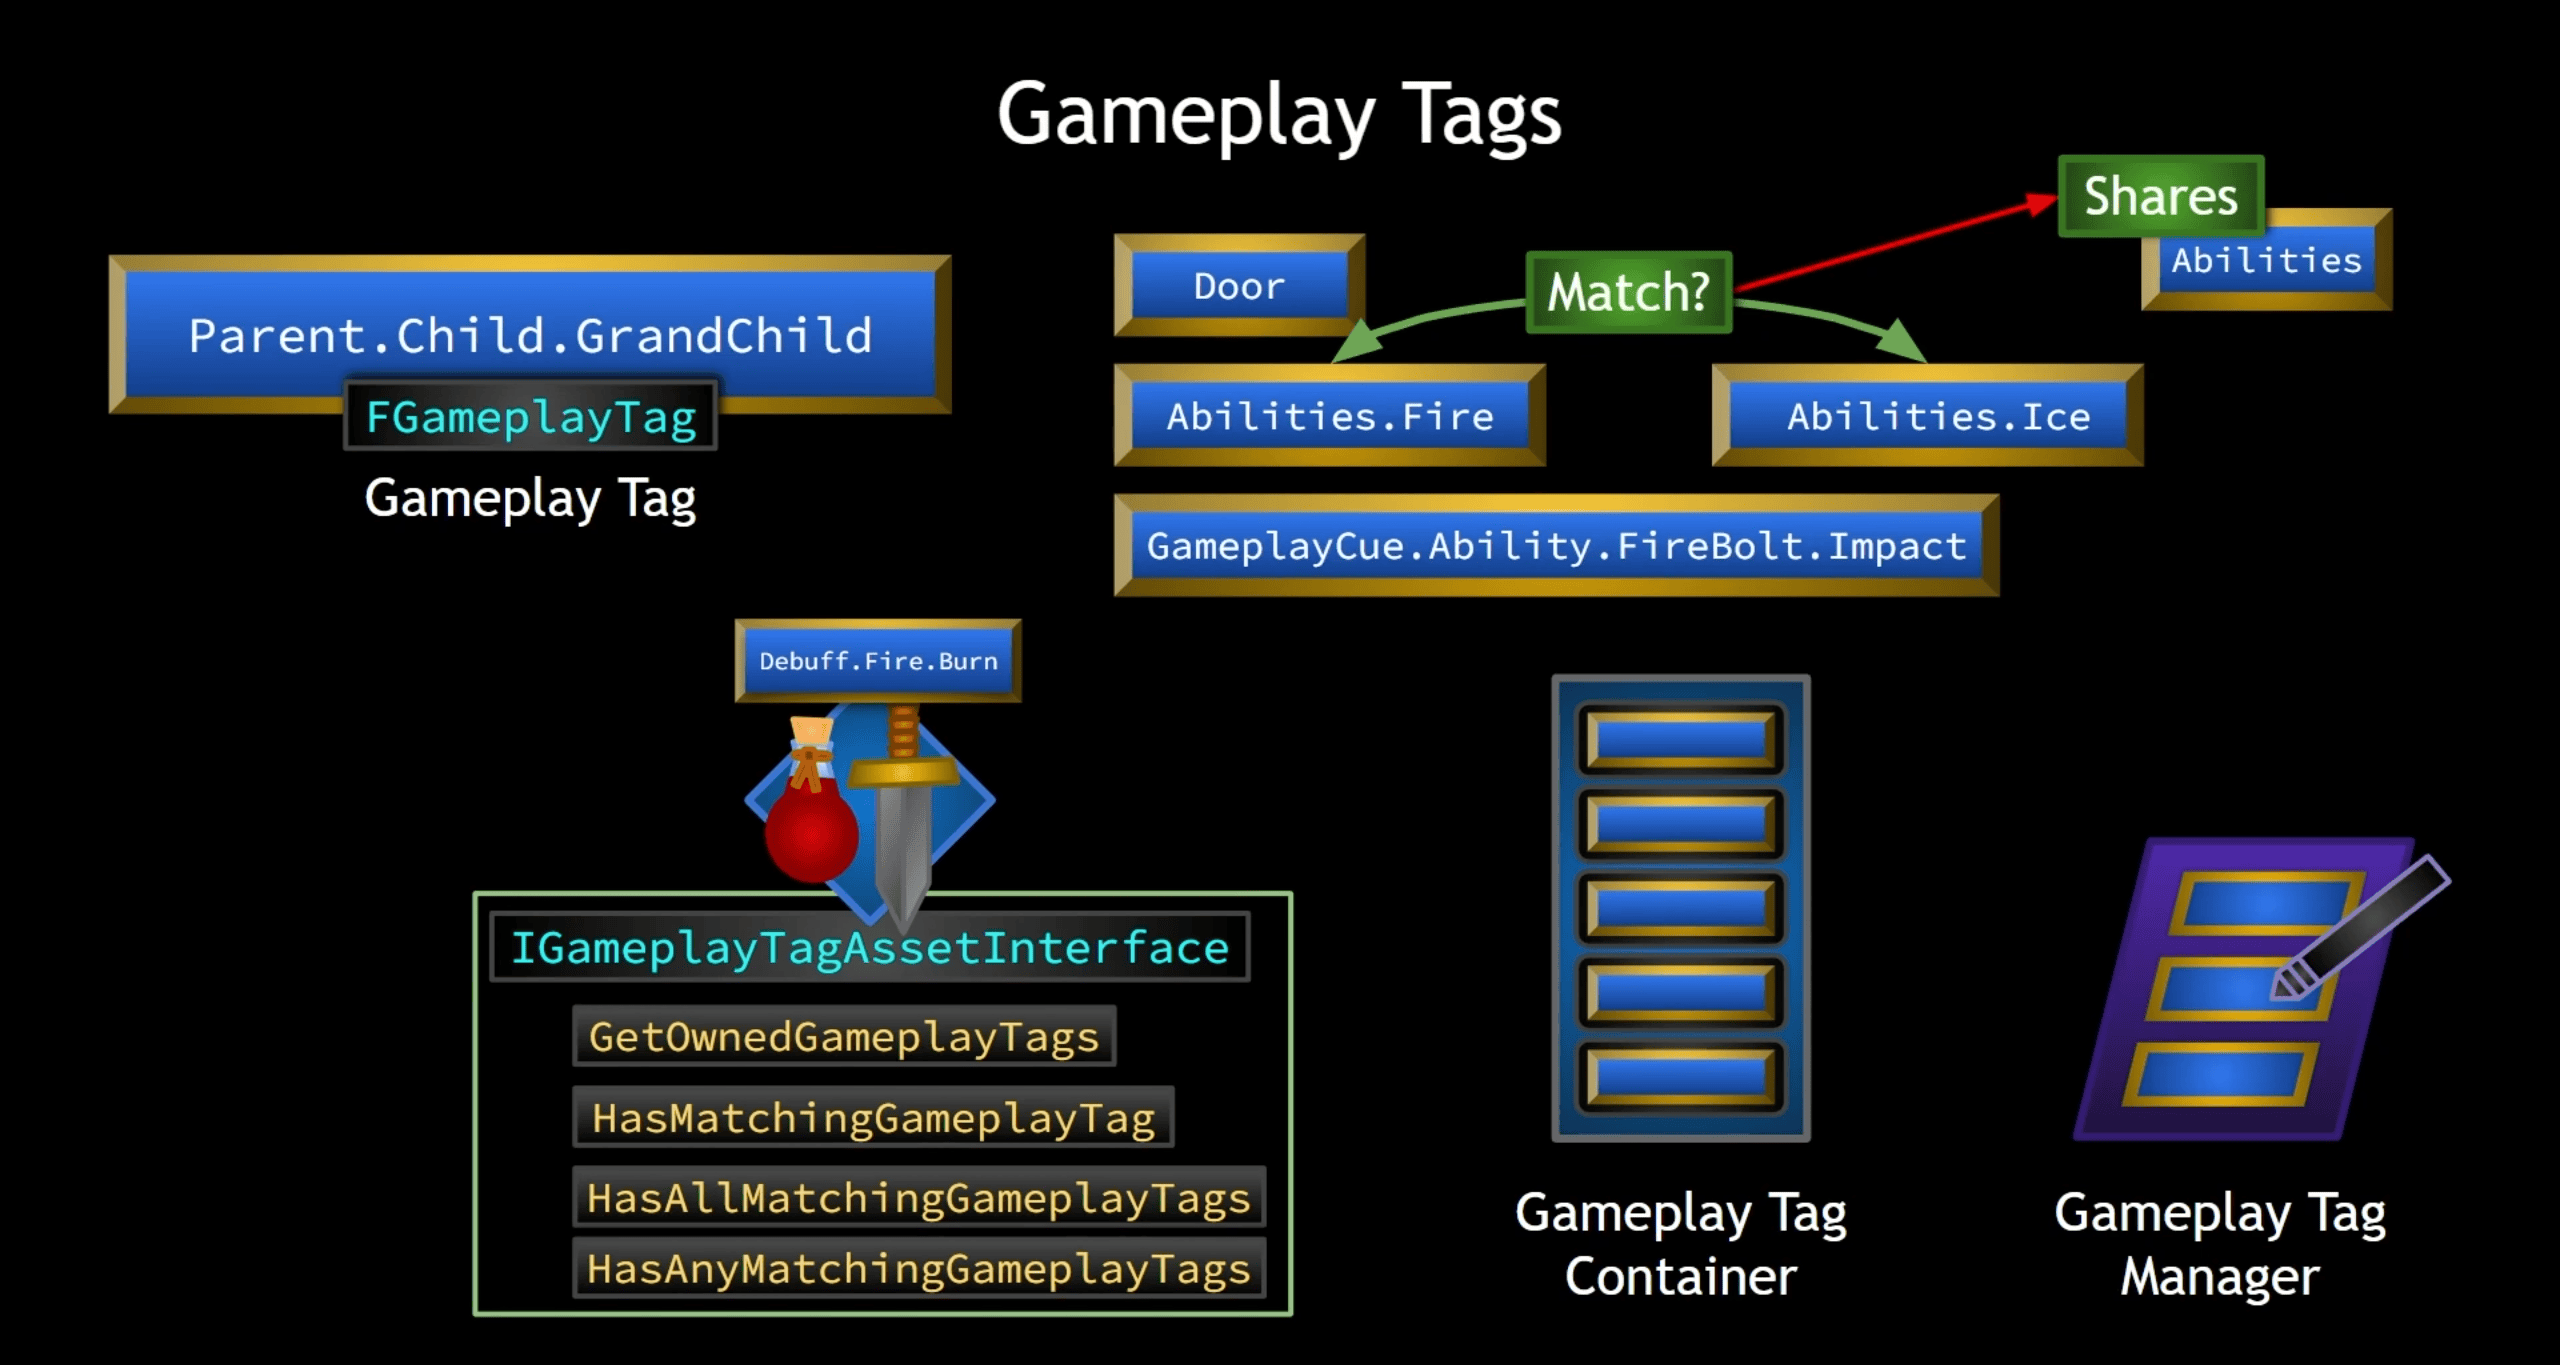 Gameplay Tags
Parent.Child.GrandChild
FGameplayTag
Gameplay Tag
Door
Match?
Shares
Abilities
Abilities.Fire
Abilities.Ice
GameplayCue.Ability.FireBolt.Impact
Debuff.Fire.Burn
IGameplayTagAssetInterface
GetOwnedGameplayTags
HasMatchingGameplayTag
HasAllMatchingGameplayTags
HasAnyMatchingGameplayTags
Gameplay Tag
Container
Gameplay Tag
Manager